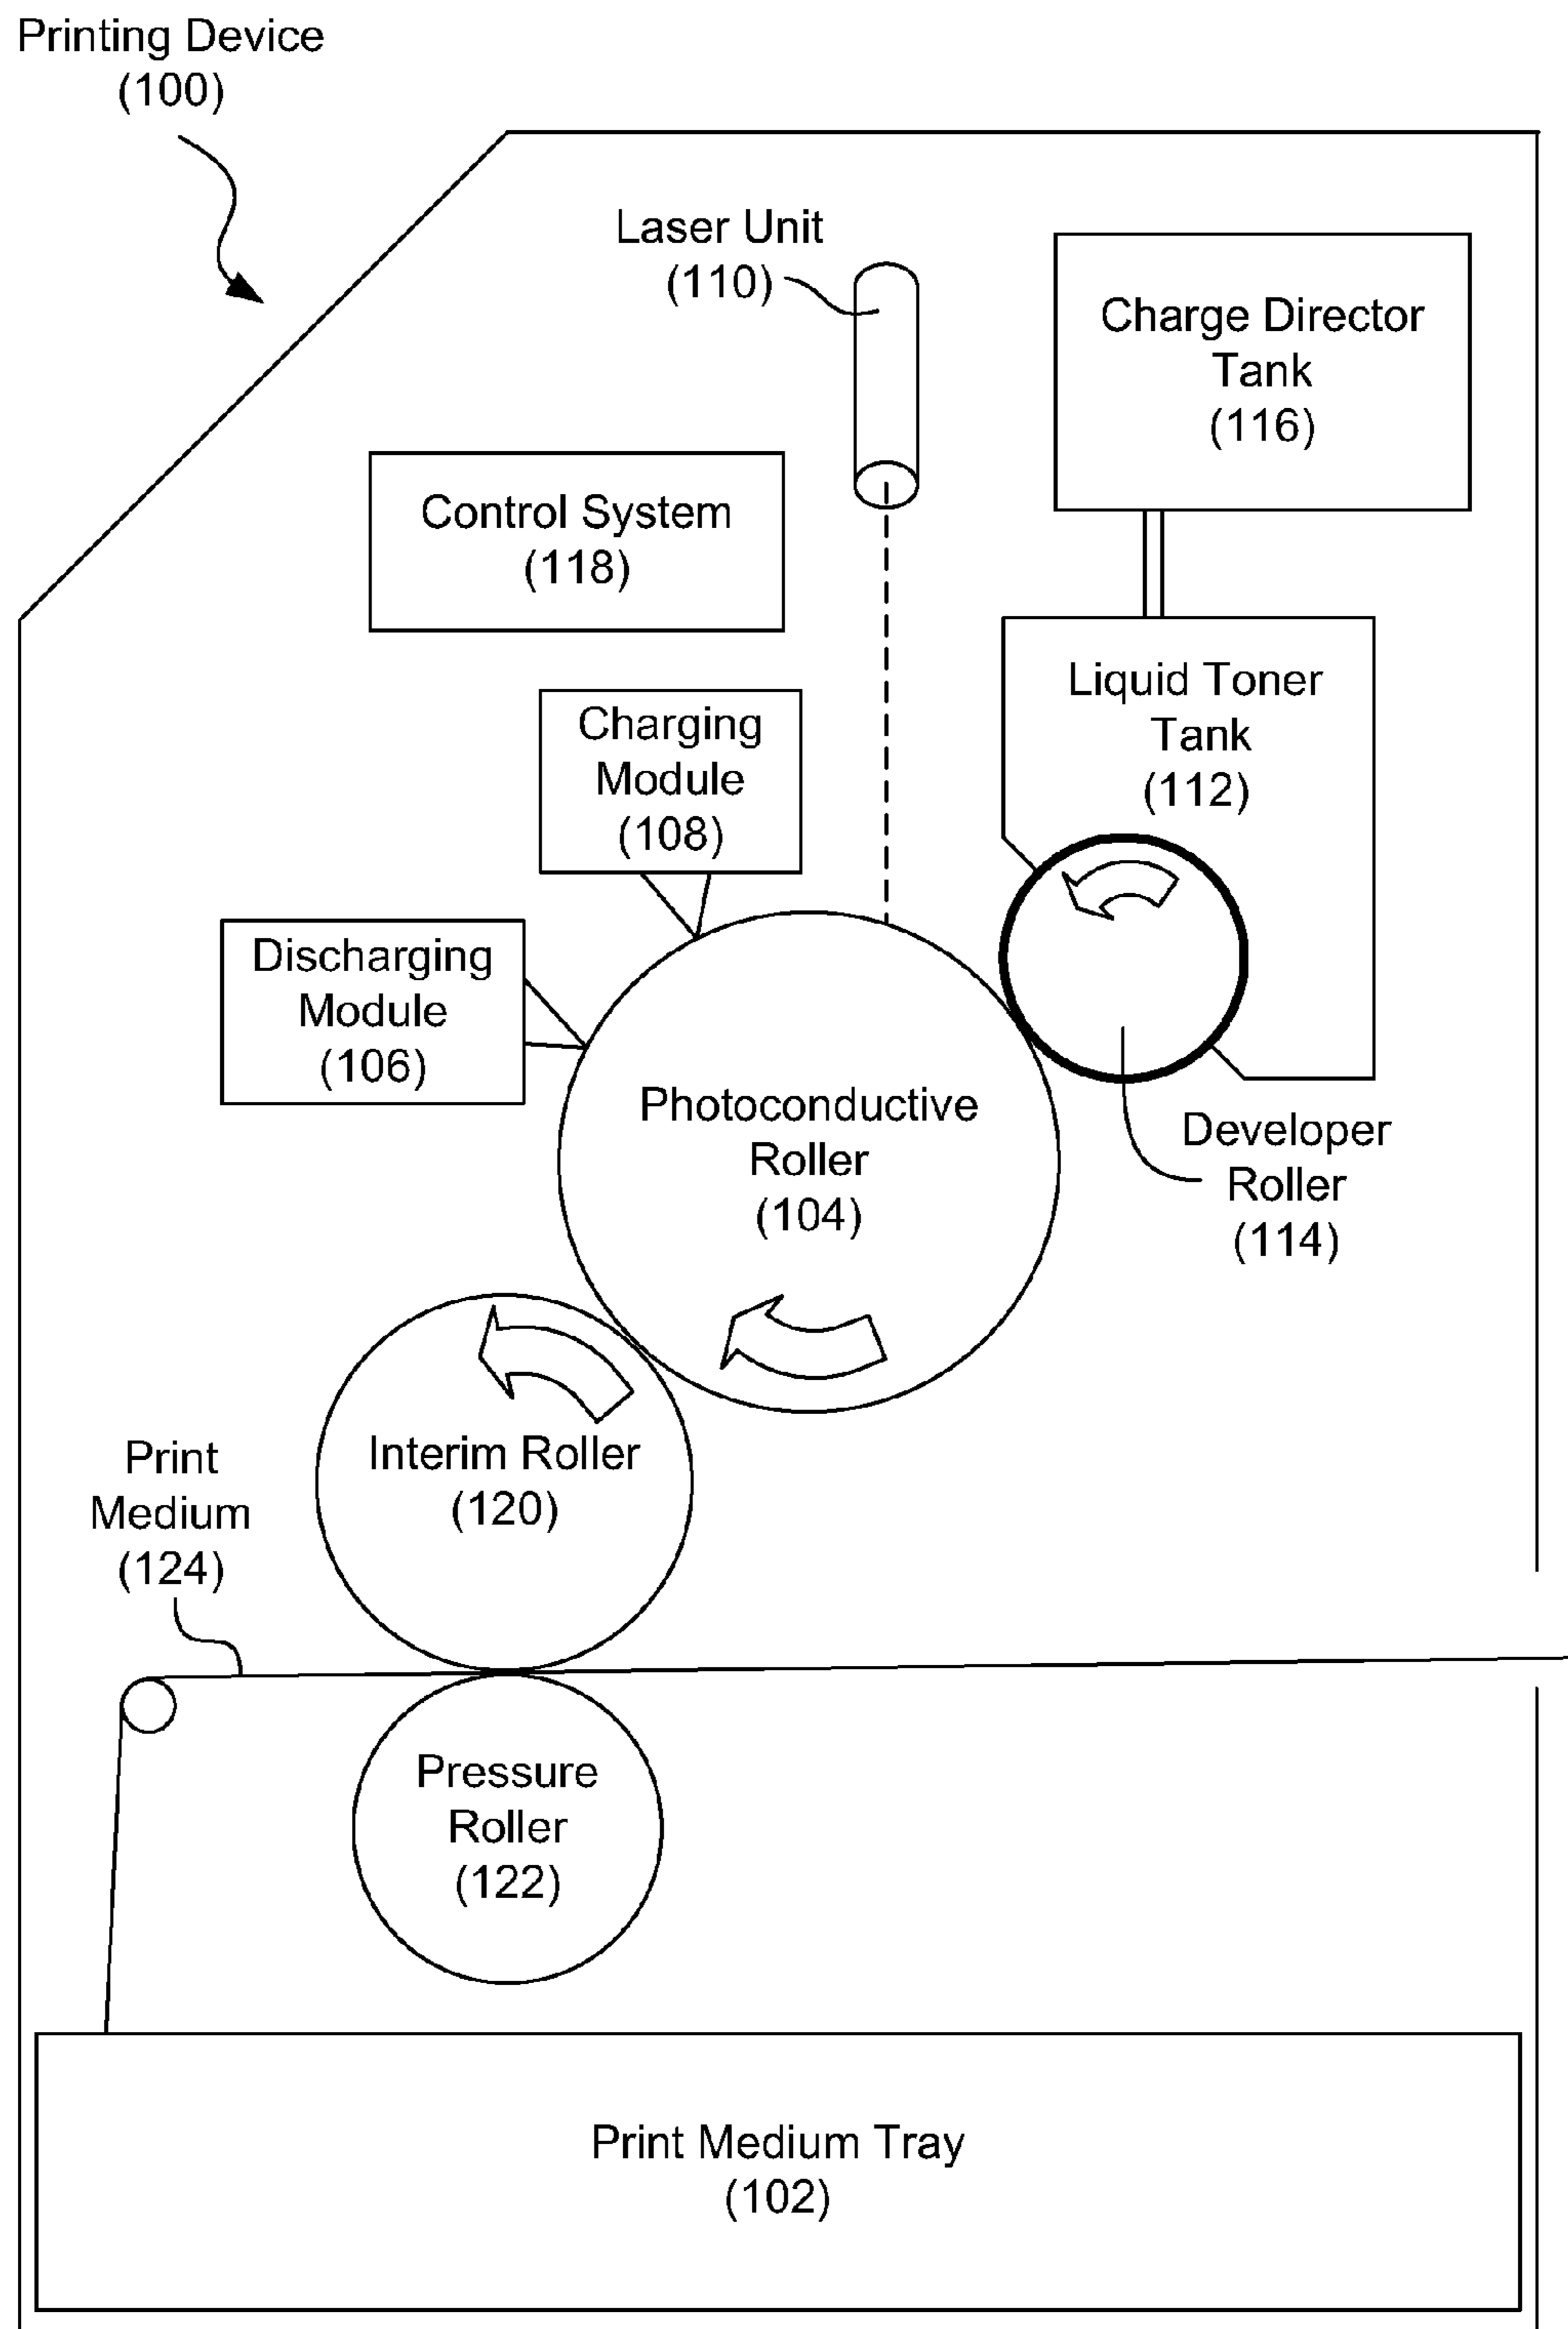 Printing Device
(100)
Laser Unit
(110)
Charge Director
Tank
(116)
Control System
(118)
Liquid Toner
Tank
(112)
Charging
Module
(108)
Discharging
Module
(106)
Photoconductive
Roller
(104)
Developer
Roller
(114)
Interim Roller
(120)
Print
Medium
(124)
Pressure
Roller
(122)
Print Medium Tray
(102)